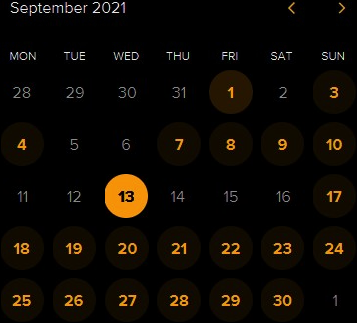 September 2021
MON TUE WED THU FRI SAT SUN
28 29 30 31 1 2 3
4 5 6 7 8 9 10
11 12 13 14 15 16 17
18 19 20 21 22 23 24
25 26 27 28 29 30 1